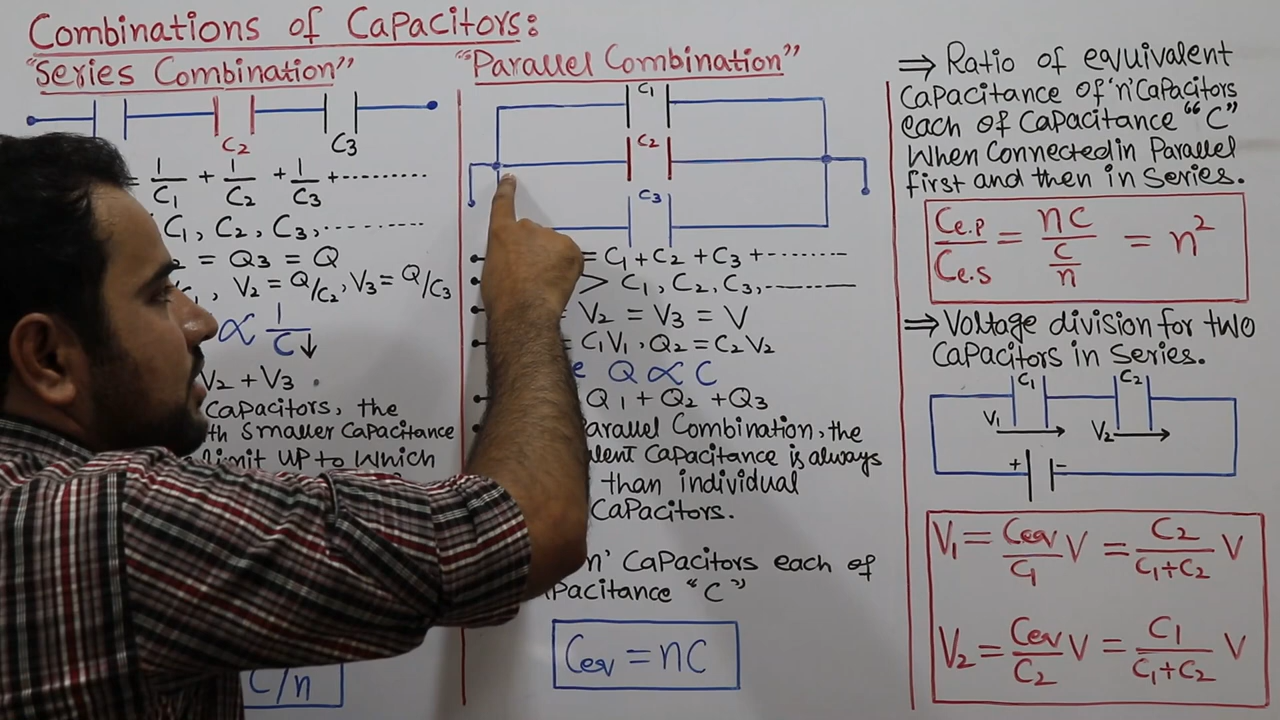 Combinations of Capacitors:
"Series Combination"
C2 C3
1/C1 + 1/C2 + 1/C3 +.........
C1, C2, C3, .........
= Q3 = Q
V2 = Q/C2, V3 = Q/C3
∝ 1/C↓
V2 + V3 .
Capacitors, the
Smaller Capacitance
limit UP to Which
C/n
"Parallel Combination"
C1
C2
C3
= C1 + C2 + C3 +.........
> C1, C2, C3, .........
V2 = V3 = V
= C1V1, Q2 = C2V2
Q ∝ C
Q1 + Q2 + Q3
Parallel Combination, the
Capacitance is always
than individual
Capacitors.
'n' Capacitors each of
"C"
Ceq = nC
⇒ Ratio of equivalent
Capacitance of 'n' Capacitors
each of Capacitance "C"
When Connected in Parallel
first and then in Series.
Ce.p/Ce.s = nC/(C/n) = n²
⇒ Voltage division for two
Capacitors in Series.
C1 C2
V1 V2
+ -
V1 = Ceq/C1 V = C2/(C1+C2) V
V2 = Ceq/C2 V = C1/(C1+C2) V